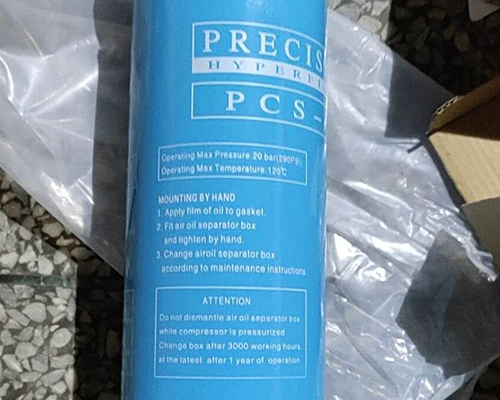 PRECIS
HYPERFI
PCS-
Operating Max Pressure:20 bar(290PSI)
Operating Max Temperature:120℃
MOUNTING BY HAND
1. Apply film of oil to gasket.
2. Fit air oil separator box
and tighten by hand.
3. Change airoil separator box
according to maintenance instructions
ATTENTION
Do not dismantle air oil separator box
while compressor is pressurized
Change box after 3000 working hours,
at the latest after 1 year of operation